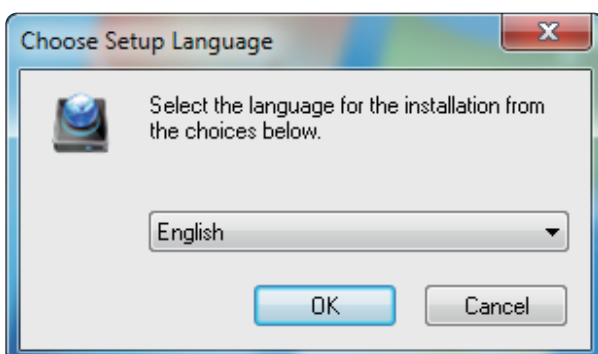 Choose Setup Language
Select the language for the installation from
the choices below.
English
OK
Cancel